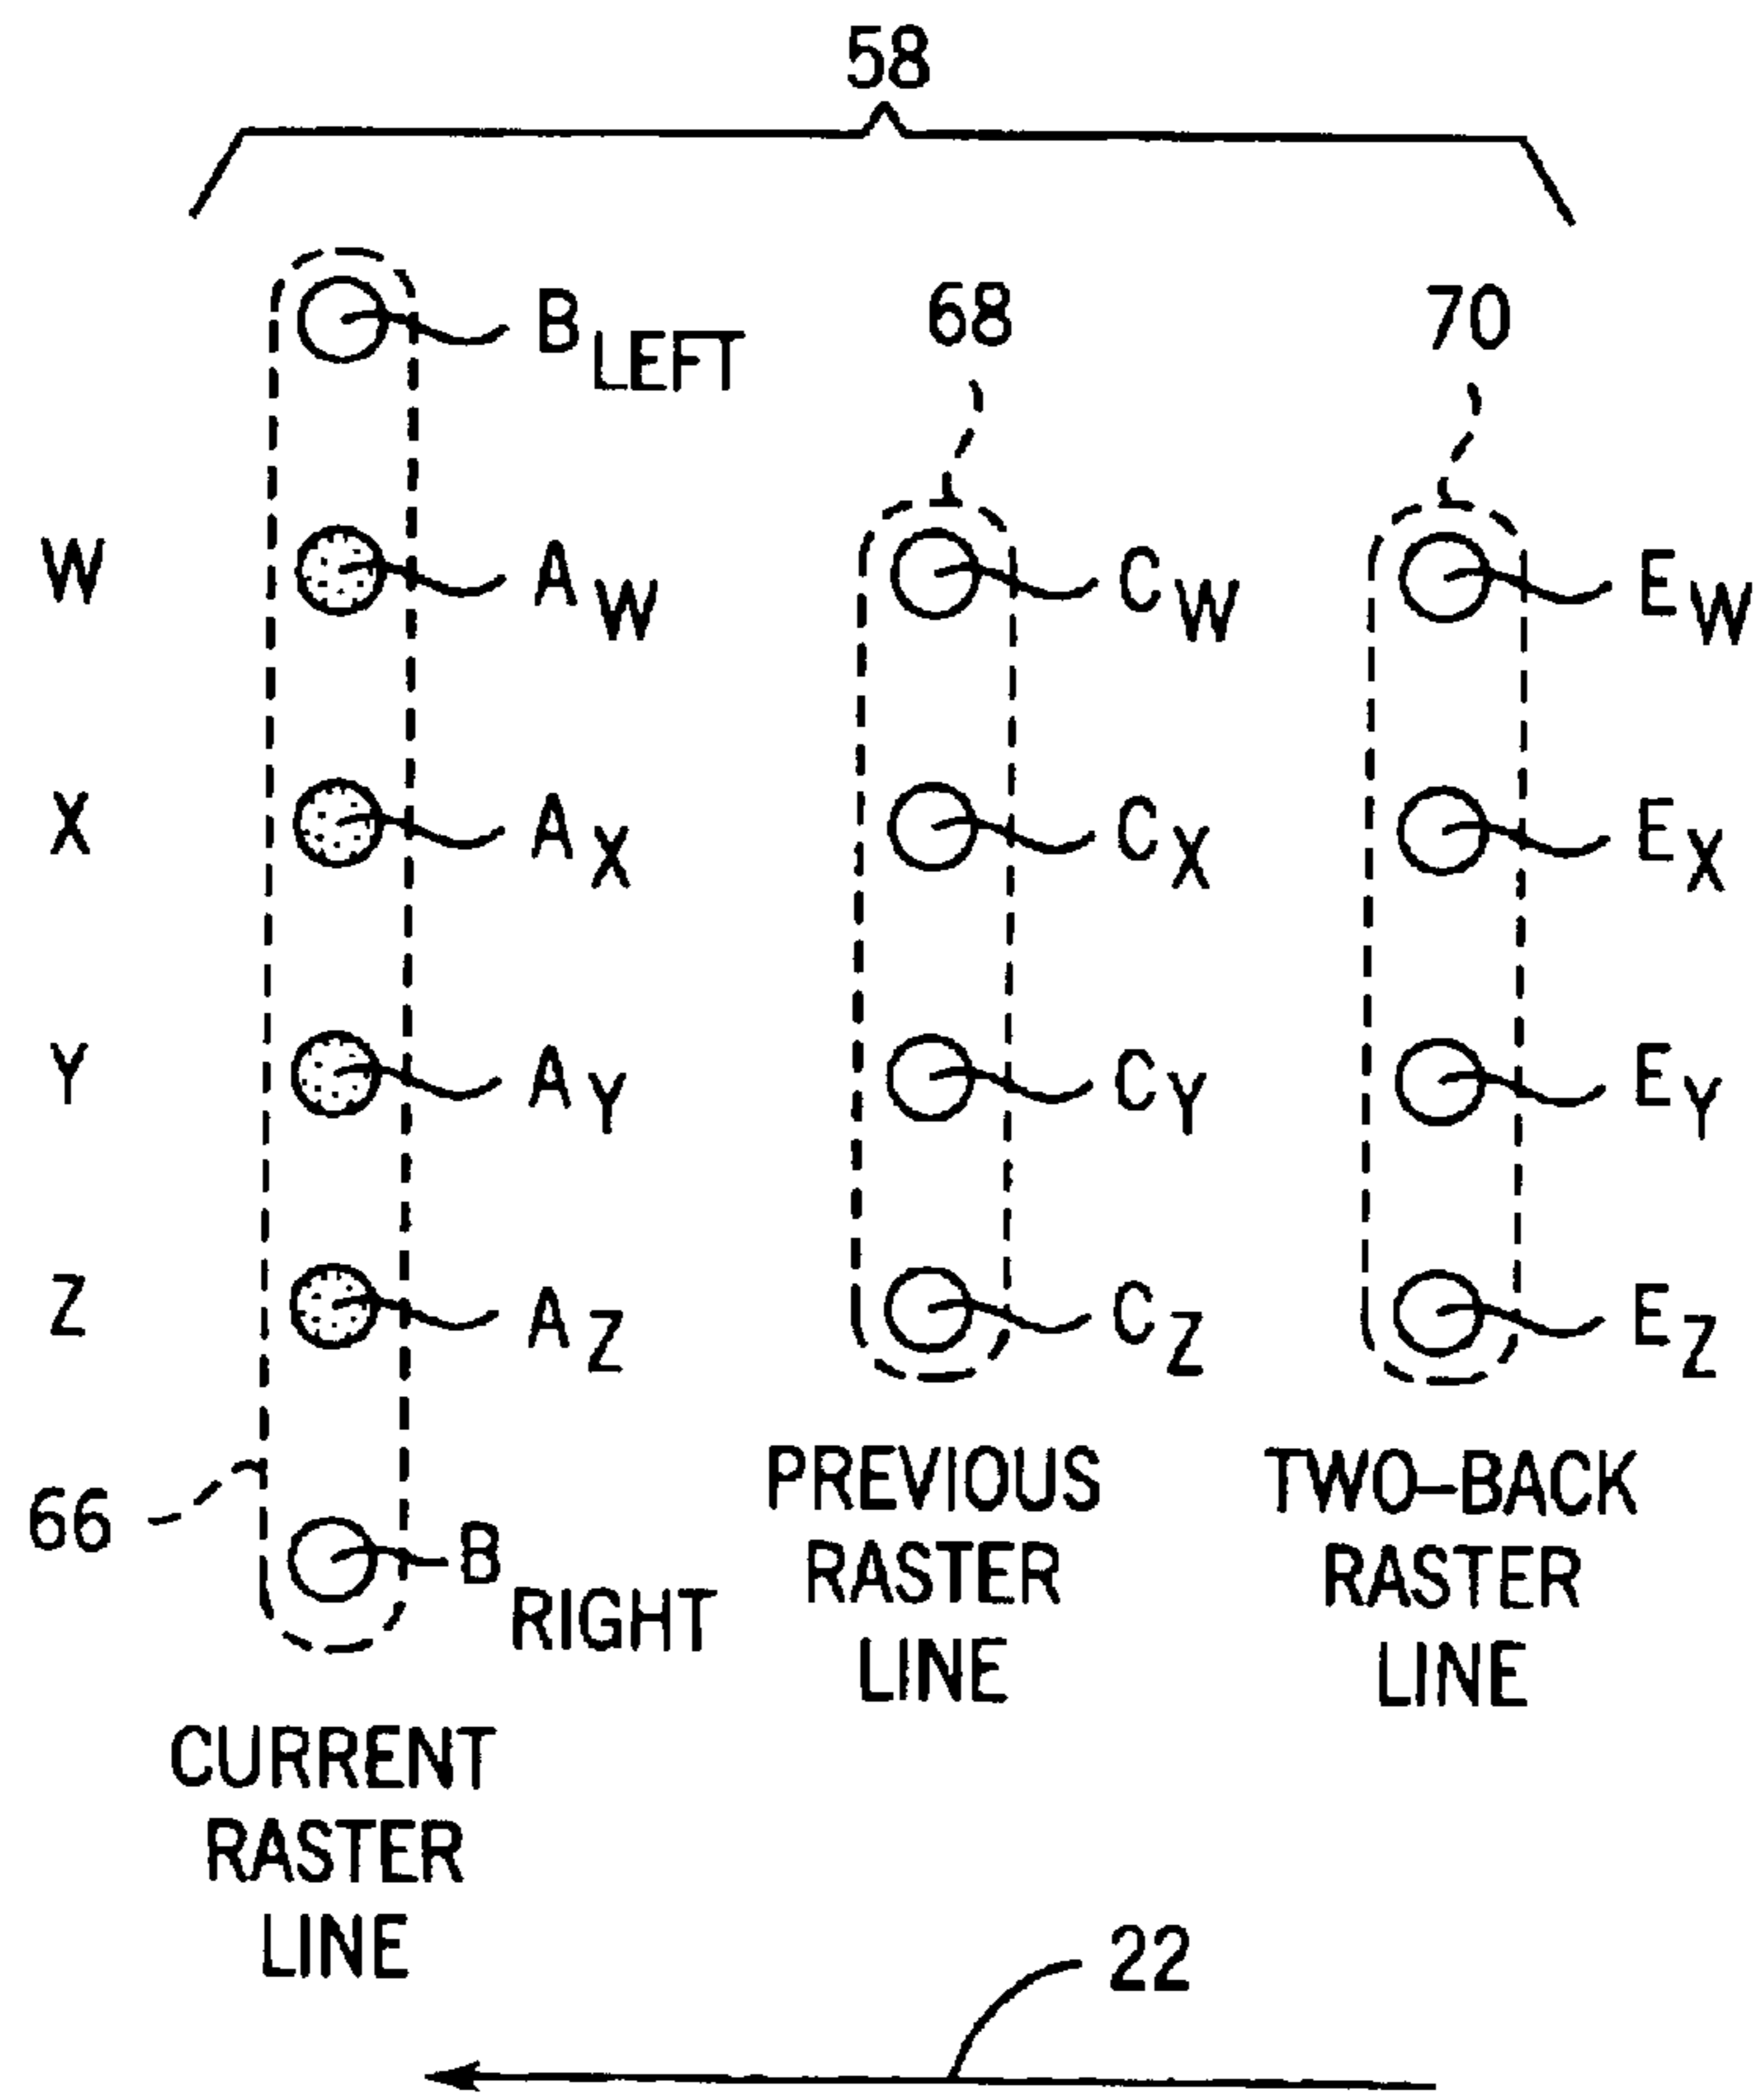 58
B LEFT
68
70
W
A W
C W
E W
X
A X
C X
E X
Y
A Y
C Y
E Y
Z
A Z
C Z
E Z
66
B RIGHT
PREVIOUS
RASTER
LINE
TWO-BACK
RASTER
LINE
CURRENT
RASTER
LINE
22